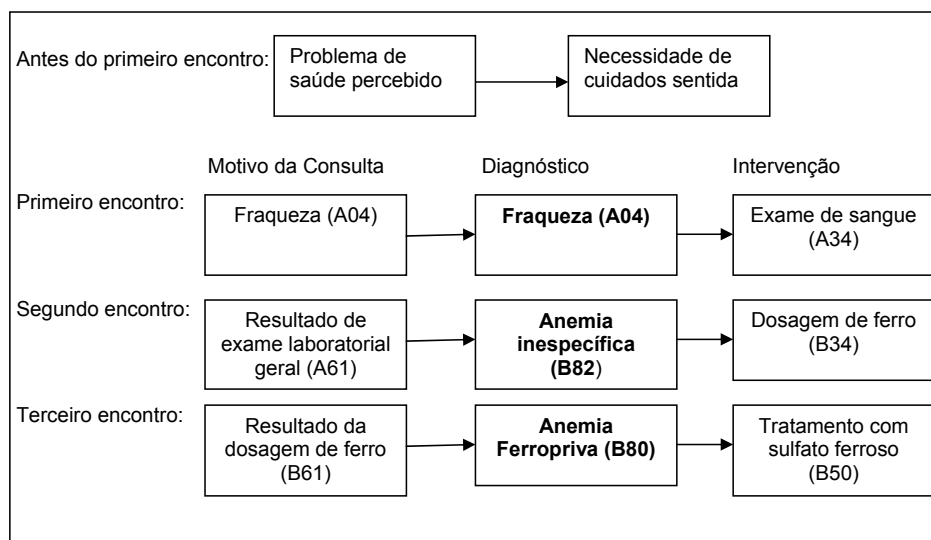 Antes do primeiro encontro:
Problema de
saúde percebido
Necessidade de
cuidados sentida
Motivo da Consulta
Diagnóstico
Intervenção
Primeiro encontro:
Fraqueza (A04)
Fraqueza (A04)
Exame de sangue
(A34)
Segundo encontro:
Resultado de
exame laboratorial
geral (A61)
Anemia
inespecífica
(B82)
Dosagem de ferro
(B34)
Terceiro encontro:
Resultado da
dosagem de ferro
(B61)
Anemia
Ferropriva (B80)
Tratamento com
sulfato ferroso
(B50)